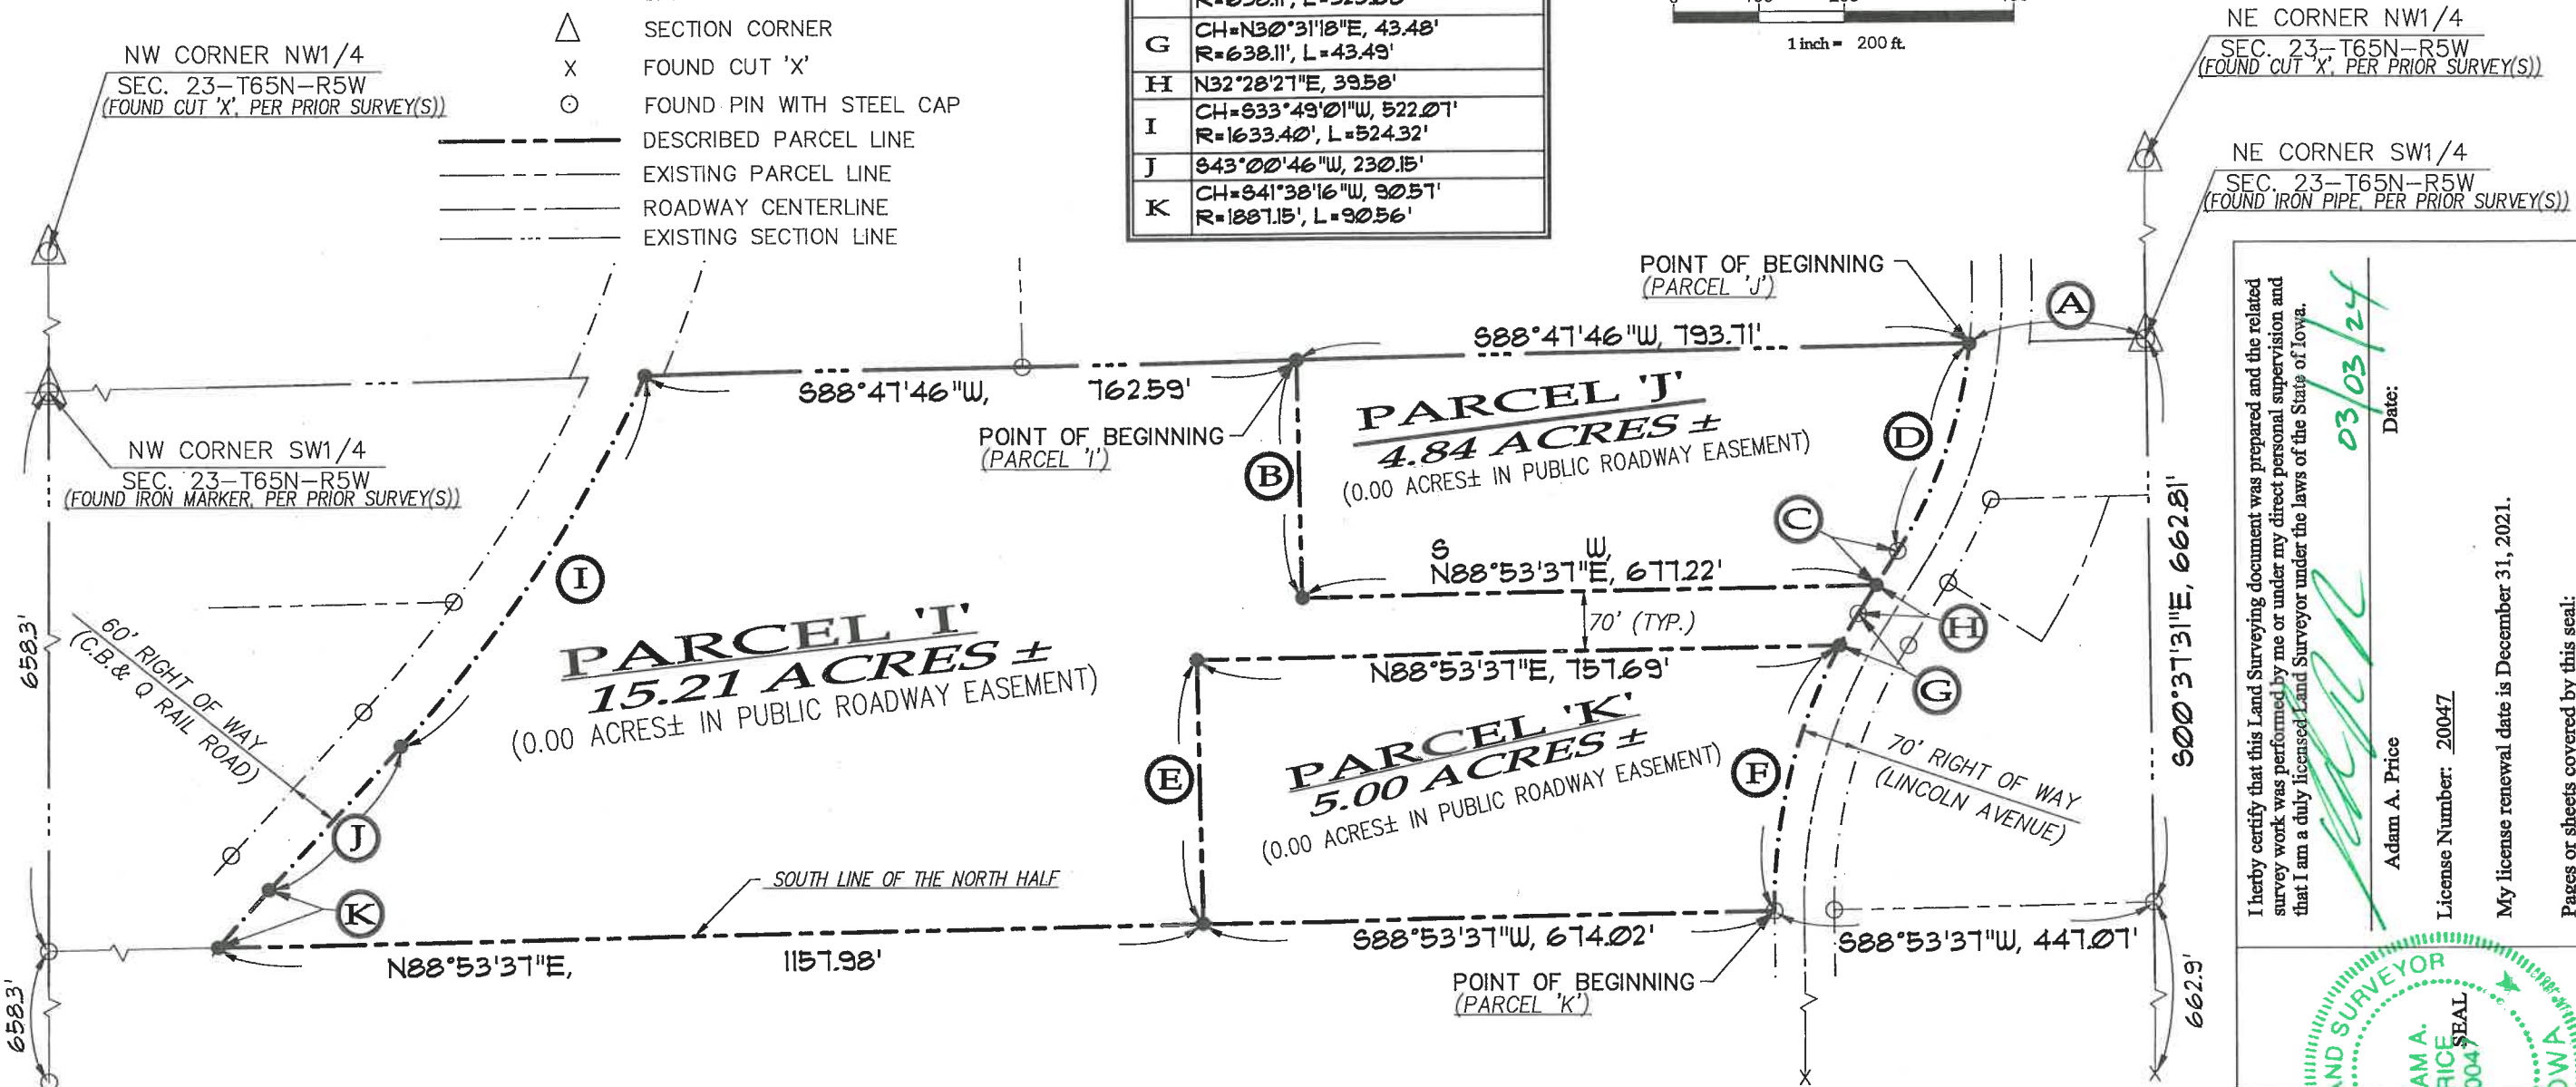 NW CORNER NW1/4
SEC. 23-T65N-R5W
(FOUND CUT 'X', PER PRIOR SURVEY(S))
△ SECTION CORNER
X FOUND CUT 'X'
FOUND PIN WITH STEEL CAP
DESCRIBED PARCEL LINE
EXISTING PARCEL LINE
ROADWAY CENTERLINE
EXISTING SECTION LINE
G
CH=N30°31'18"E, 43.48'
R=638.11', L=43.49'
H N32°28'27"E, 39.58'
I
CH=S33°49'01"W, 522.07'
R=1633.40', L=524.32'
J S43°00'46"W, 230.15'
K
CH=S41°38'16"W, 90.57'
R=1887.15', L=90.56'
1 inch = 200 ft.
NE CORNER NW1/4
SEC. 23-T65N-R5W
(FOUND CUT 'X', PER PRIOR SURVEY(S))
NE CORNER SW1/4
SEC. 23-T65N-R5W
(FOUND IRON PIPE, PER PRIOR SURVEY(S))
NW CORNER SW1/4
SEC. 23-T65N-R5W
(FOUND IRON MARKER, PER PRIOR SURVEY(S))
POINT OF BEGINNING
(PARCEL 'J')
A
S88°47'46"W, 793.71'
S88°47'46"W, 762.59'
POINT OF BEGINNING
(PARCEL 'I')
PARCEL 'J'
4.84 ACRES ±
(0.00 ACRES± IN PUBLIC ROADWAY EASEMENT)
B
D
C
S W,
N88°53'37"E, 677.22'
I
70' (TYP.)
H
G
N88°53'37"E, 757.69'
PARCEL 'I'
15.21 ACRES ±
(0.00 ACRES± IN PUBLIC ROADWAY EASEMENT)
658.3'
60' RIGHT OF WAY
(C.B.& Q RAIL ROAD)
PARCEL 'K'
5.00 ACRES ±
(0.00 ACRES± IN PUBLIC ROADWAY EASEMENT)
E
F
70' RIGHT OF WAY
(LINCOLN AVENUE)
S00°37'31"E, 662.81'
J
K
SOUTH LINE OF THE NORTH HALF
N88°53'37"E, 1157.98'
S88°53'37"W, 674.02'
S88°53'37"W, 447.07'
POINT OF BEGINNING
(PARCEL 'K')
658.3'
662.9'
I herby certify that this Land Surveying document was prepared and the related
survey work was performed by me or under my direct personal supervision and
that I am a duly licensed Land Surveyor under the laws of the State of Iowa.
03/03/24
Adam A. Price Date:
License Number: 20047
My license renewal date is December 31, 2021.
Pages or sheets covered by this seal:
SEAL